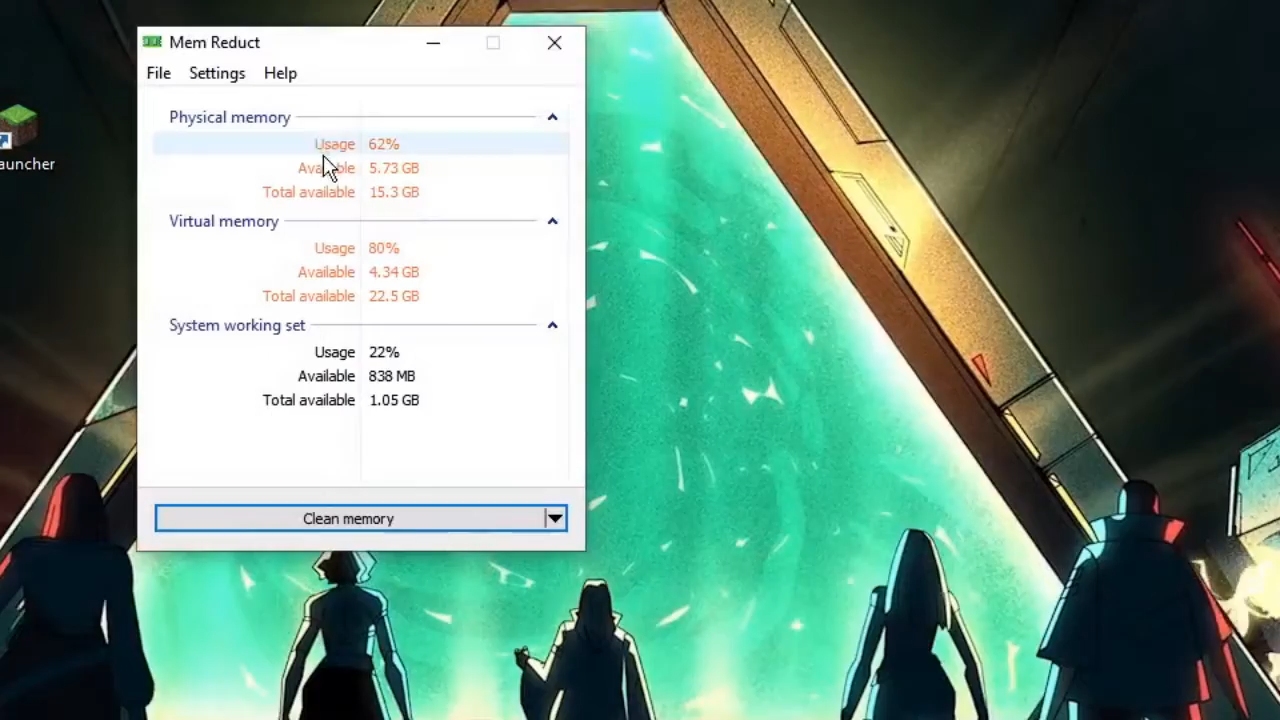 Mem Reduct
File Settings Help
auncher
Physical memory
Usage 62%
Available 5.73 GB
Total available 15.3 GB
Virtual memory
Usage 80%
Available 4.34 GB
Total available 22.5 GB
System working set
Usage 22%
Available 838 MB
Total available 1.05 GB
Clean memory